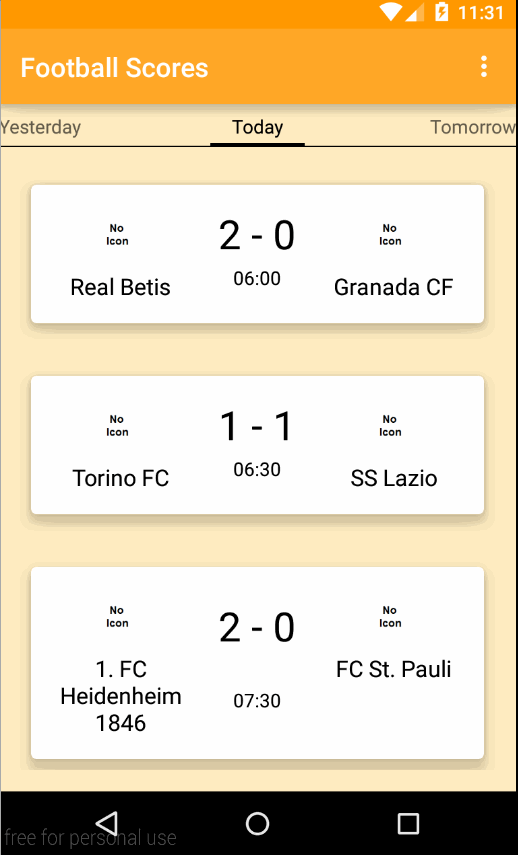 11:31
Football Scores
Yesterday Today Tomorrow
No Icon 2 - 0 No Icon
06:00
Real Betis Granada CF
No Icon 1 - 1 No Icon
06:30
Torino FC SS Lazio
No Icon 2 - 0 No Icon
1. FC Heidenheim 1846 FC St. Pauli
07:30
free for personal use